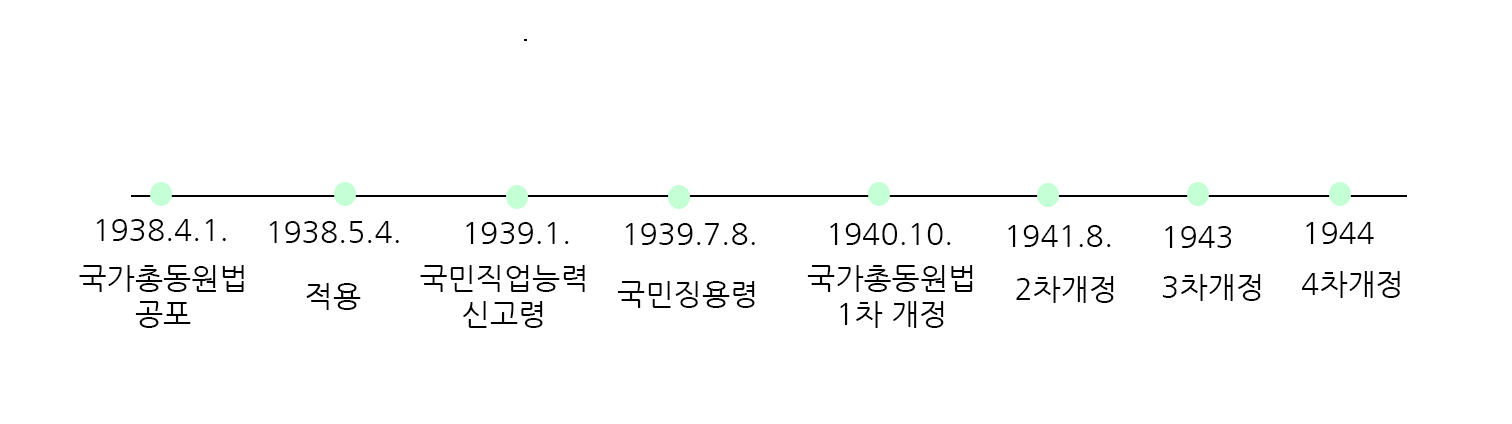 1938.4.1.
국가총동원법
공포
1938.5.4.
적용
1939.1.
국민직업능력
신고령
1939.7.8.
국민징용령
1940.10.
국가총동원법
1차 개정
1941.8.
2차개정
1943
3차개정
1944
4차개정